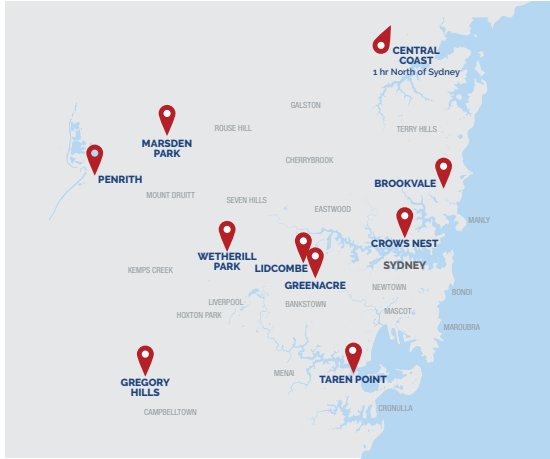 CENTRAL
COAST
1 hr North of Sydney
GALSTON
ROUSE HILL
TERRY HILLS
MARSDEN
PARK
CHERRYBROOK
PENRITH
BROOKVALE
MOUNT DRUITT
SEVEN HILLS
EASTWOOD
MANLY
CROWS NEST
WETHERILL
PARK
LIDCOMBE
SYDNEY
KEMPS CREEK
GREENACRE
NEWTOWN
BONDI
LIVERPOOL
BANKSTOWN
HOXTON PARK
MASCOT
MAROUBRA
MENAI
TAREN POINT
GREGORY
HILLS
CAMPBELLTOWN
CRONULLA